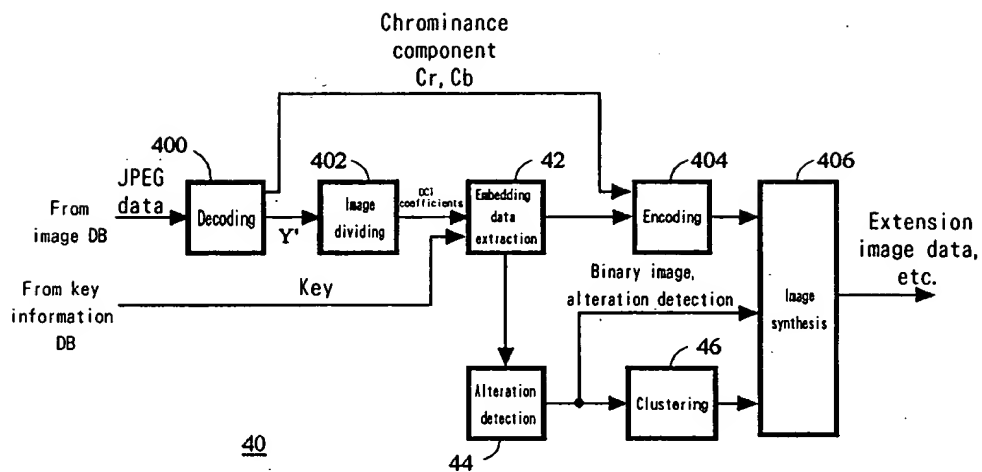 Chrominance
component
Cr, Cb
400
402
42
404
406
JPEG
data
From
image DB
Decoding
Y'
Image
dividing
DCT
coefficients
Embedding
data
extraction
Encoding
Image
synthesis
Extension
image data,
etc.
From key
information
DB
Key
Binary image,
alteration detection
46
Alteration
detection
Clustering
44
40